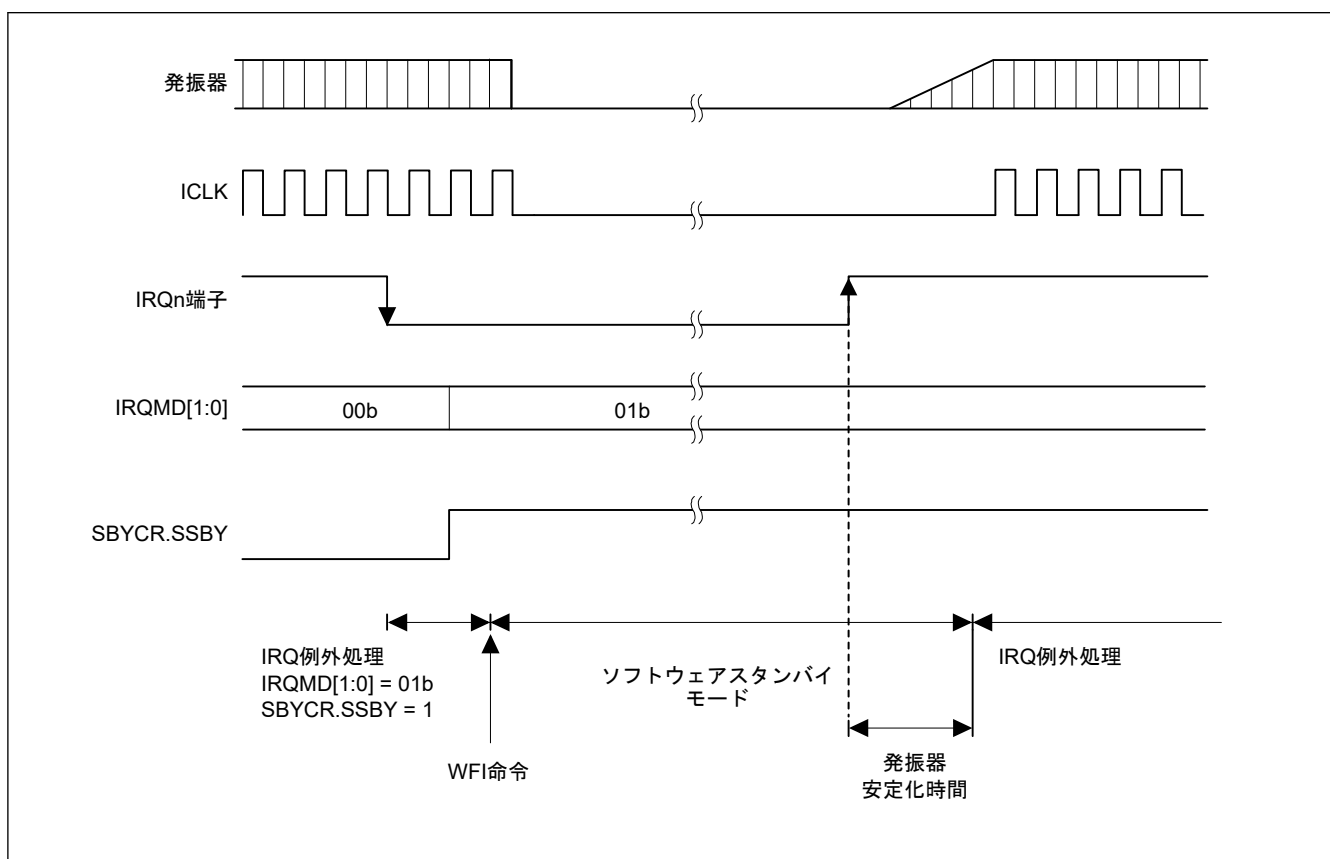 発振器
ICLK
IRQn端子
IRQMD[1:0]
00b
01b
SBYCR.SSBY
IRQ例外処理
IRQMD[1:0] = 01b
SBYCR.SSBY = 1
WFI命令
ソフトウェアスタンバイ
モード
発振器
安定化時間
IRQ例外処理